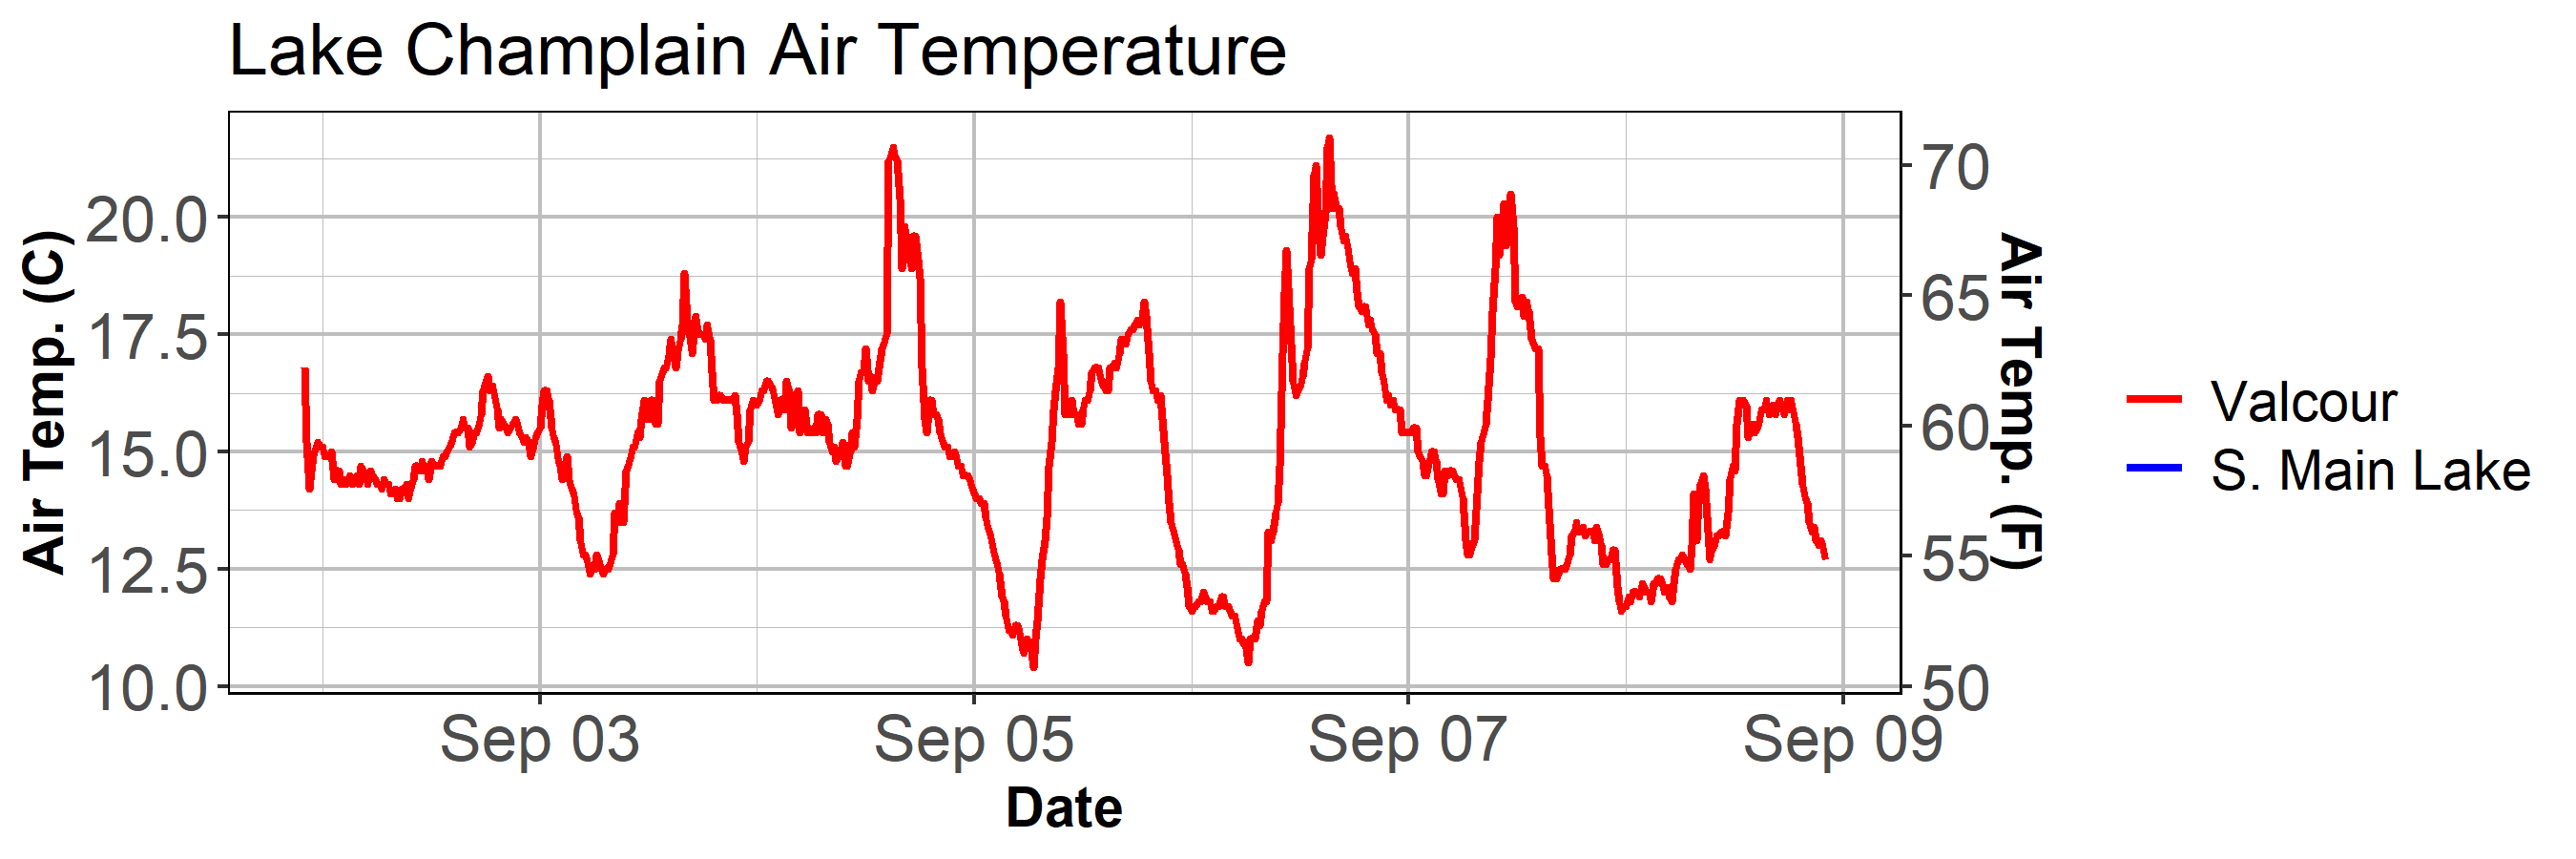 Lake Champlain Air Temperature
Air Temp. (C)
20.0
17.5
15.0
12.5
10.0
70
65
60
55
50
Air Temp. (F)
Sep 03
Sep 05
Sep 07
Sep 09
Date
Valcour
S. Main Lake